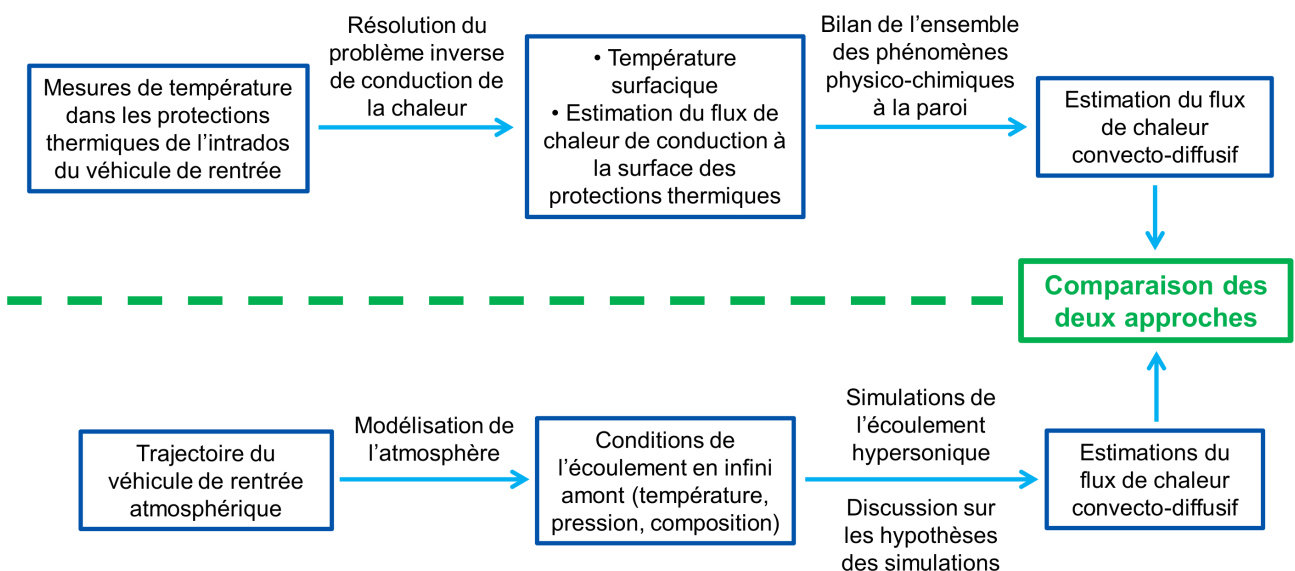 Mesures de température
dans les protections
thermiques de l’intrados
du véhicule de rentrée
Résolution du
problème inverse
de conduction de
la chaleur
• Température
surfacique
• Estimation du flux de
chaleur de conduction à
la surface des
protections thermiques
Bilan de l’ensemble
des phénomènes
physico-chimiques
à la paroi
Estimation du flux
de chaleur
convecto-diffusif
Comparaison des
deux approches
Trajectoire du
véhicule de rentrée
atmosphérique
Modélisation de
l’atmosphère
Conditions de
l’écoulement en infini
amont (température,
pression, composition)
Simulations de
l’écoulement
hypersonique
Discussion sur
les hypothèses
des simulations
Estimations du
flux de chaleur
convecto-diffusif